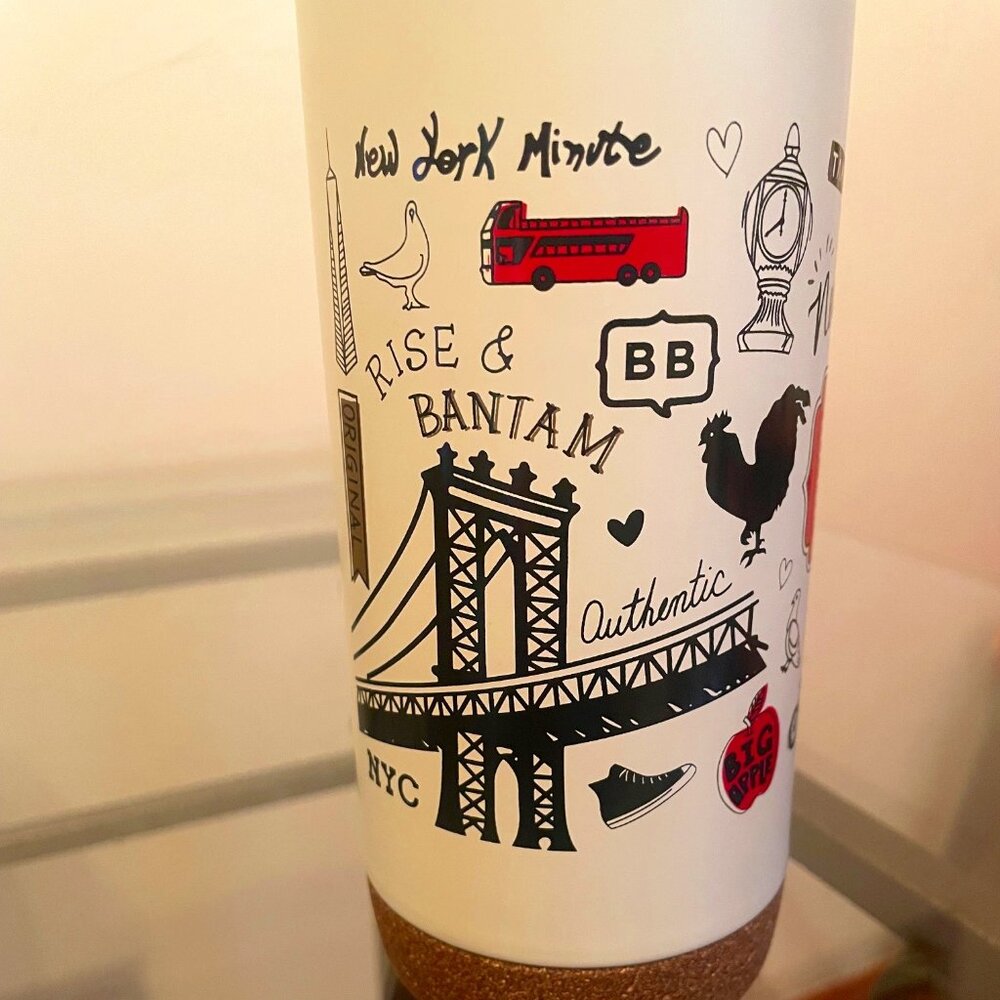 New York Minute
RISE &
BANTAM
BB
ORIGINAL
Authentic
NYC
BIG
APPLE